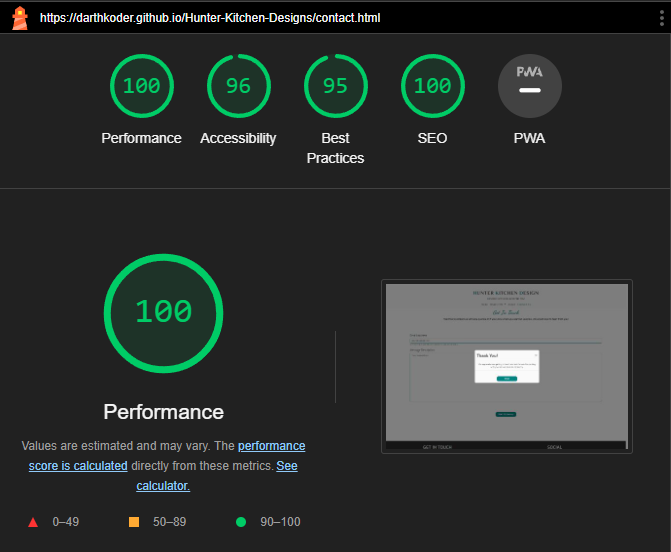 https://darthkoder.github.io/Hunter-Kitchen-Designs/contact.html
100
96
95
100
PWA
Performance
Accessibility
Best
Practices
SEO
PWA
100
Performance
Values are estimated and may vary. The performance
score is calculated directly from these metrics. See
calculator.
0–49
50–89
90–100
HUNTER KITCHEN DESIGN
Get In Touch
Thank You!
GET IN TOUCH
SOCIAL